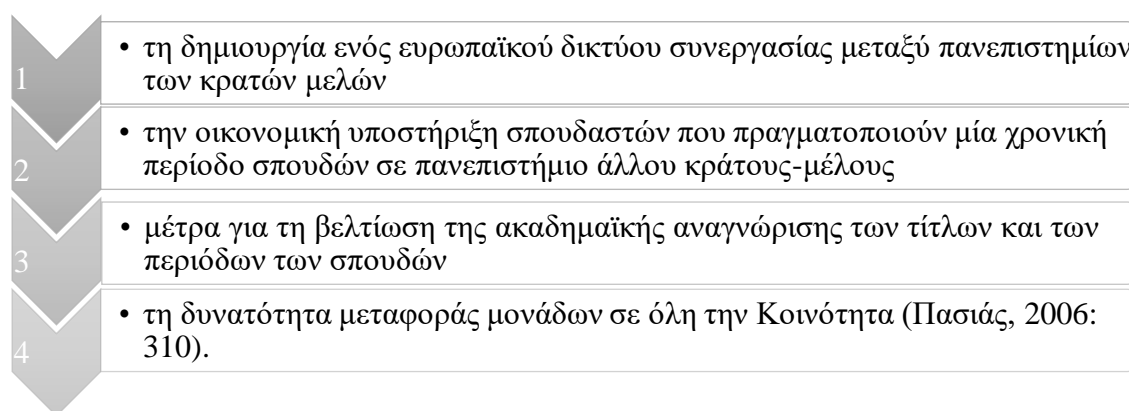 1
• τη δημιουργία ενός ευρωπαϊκού δικτύου συνεργασίας μεταξύ πανεπιστημίων
των κρατών μελών
2
• την οικονομική υποστήριξη σπουδαστών που πραγματοποιούν μία χρονική
περίοδο σπουδών σε πανεπιστήμιο άλλου κράτους-μέλους
3
• μέτρα για τη βελτίωση της ακαδημαϊκής αναγνώρισης των τίτλων και των
περιόδων των σπουδών
4
• τη δυνατότητα μεταφοράς μονάδων σε όλη την Κοινότητα (Πασιάς, 2006:
310).